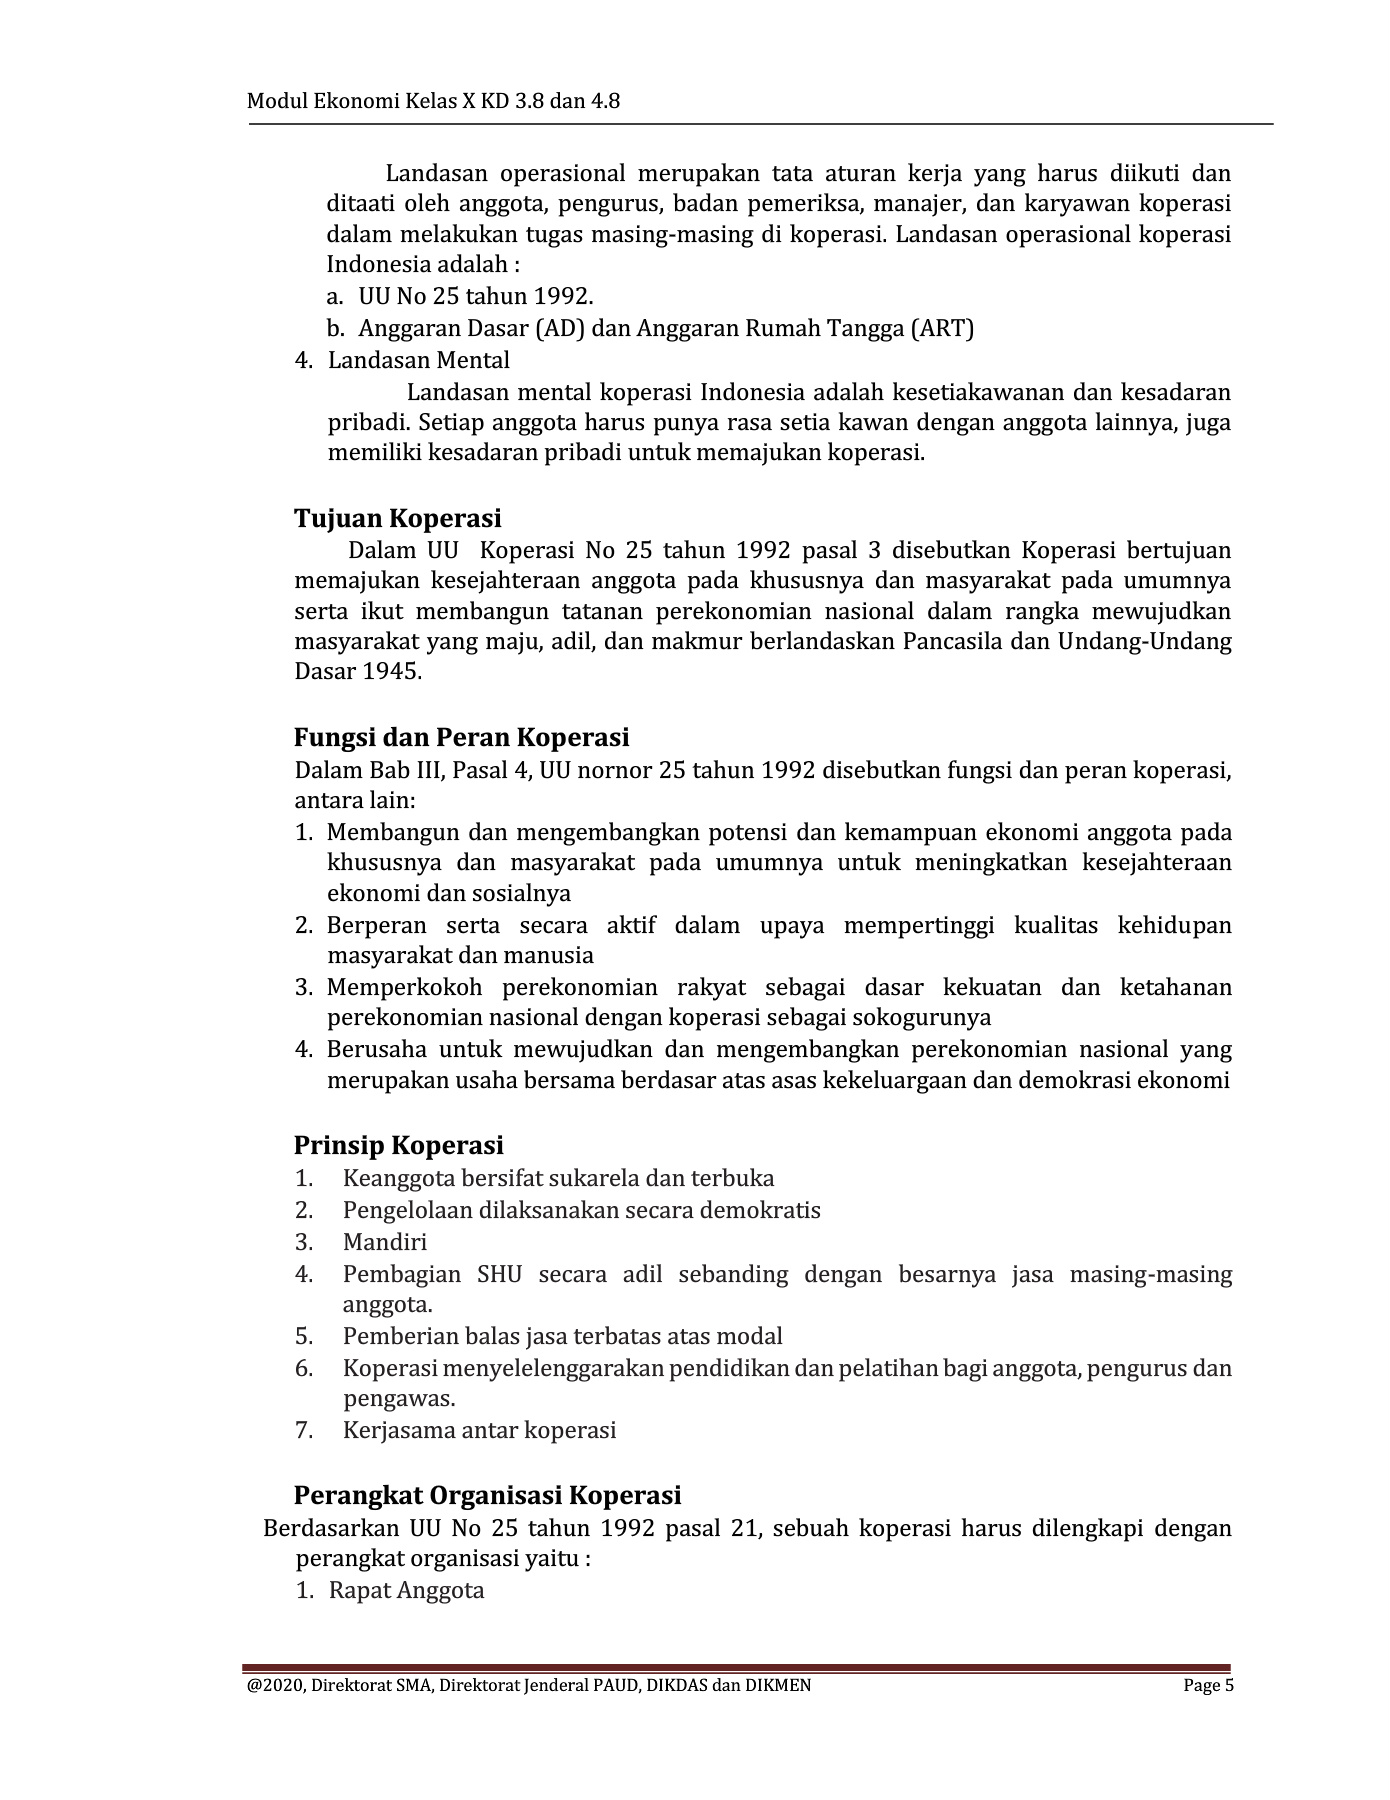 Modul Ekonomi Kelas X KD 3.8 dan 4.8
Landasan operasional merupakan tata aturan kerja yang harus diikuti dan
ditaati oleh anggota, pengurus, badan pemeriksa, manajer, dan karyawan koperasi
dalam melakukan tugas masing-masing di koperasi. Landasan operasional koperasi
Indonesia adalah :
a. UU No 25 tahun 1992.
b. Anggaran Dasar (AD) dan Anggaran Rumah Tangga (ART)
4. Landasan Mental
Landasan mental koperasi Indonesia adalah kesetiakawanan dan kesadaran
pribadi. Setiap anggota harus punya rasa setia kawan dengan anggota lainnya, juga
memiliki kesadaran pribadi untuk memajukan koperasi.
Tujuan Koperasi
Dalam UU Koperasi No 25 tahun 1992 pasal 3 disebutkan Koperasi bertujuan
memajukan kesejahteraan anggota pada khususnya dan masyarakat pada umumnya
serta ikut membangun tatanan perekonomian nasional dalam rangka mewujudkan
masyarakat yang maju, adil, dan makmur berlandaskan Pancasila dan Undang-Undang
Dasar 1945.
Fungsi dan Peran Koperasi
Dalam Bab III, Pasal 4, UU nornor 25 tahun 1992 disebutkan fungsi dan peran koperasi,
antara lain:
1. Membangun dan mengembangkan potensi dan kemampuan ekonomi anggota pada
khususnya dan masyarakat pada umumnya untuk meningkatkan kesejahteraan
ekonomi dan sosialnya
2. Berperan serta secara aktif dalam upaya mempertinggi kualitas kehidupan
masyarakat dan manusia
3. Memperkokoh perekonomian rakyat sebagai dasar kekuatan dan ketahanan
perekonomian nasional dengan koperasi sebagai sokogurunya
4. Berusaha untuk mewujudkan dan mengembangkan perekonomian nasional yang
merupakan usaha bersama berdasar atas asas kekeluargaan dan demokrasi ekonomi
Prinsip Koperasi
1. Keanggota bersifat sukarela dan terbuka
2. Pengelolaan dilaksanakan secara demokratis
3. Mandiri
4. Pembagian SHU secara adil sebanding dengan besarnya jasa masing-masing
anggota.
5. Pemberian balas jasa terbatas atas modal
6. Koperasi menyelelenggarakan pendidikan dan pelatihan bagi anggota, pengurus dan
pengawas.
7. Kerjasama antar koperasi
Perangkat Organisasi Koperasi
Berdasarkan UU No 25 tahun 1992 pasal 21, sebuah koperasi harus dilengkapi dengan
perangkat organisasi yaitu :
1. Rapat Anggota
@2020, Direktorat SMA, Direktorat Jenderal PAUD, DIKDAS dan DIKMEN Page 5